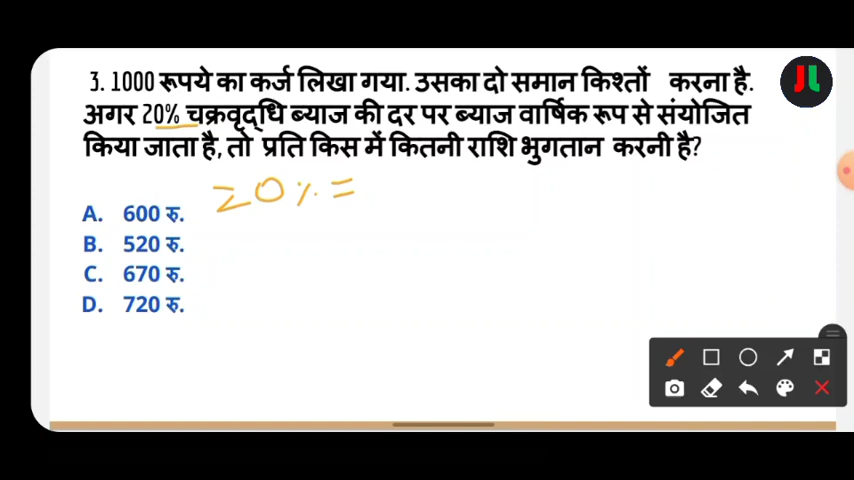 3. 1000 रूपये का कर्ज लिखा गया. उसका दो समान किश्तों करना है.
अगर 20% चक्रवृद्धि ब्याज की दर पर ब्याज वार्षिक रूप से संयोजित
किया जाता है, तो प्रति किस में कितनी राशि भुगतान करनी है?
20% =
A. 600 रु.
B. 520 रु.
C. 670 रु.
D. 720 रु.
JL